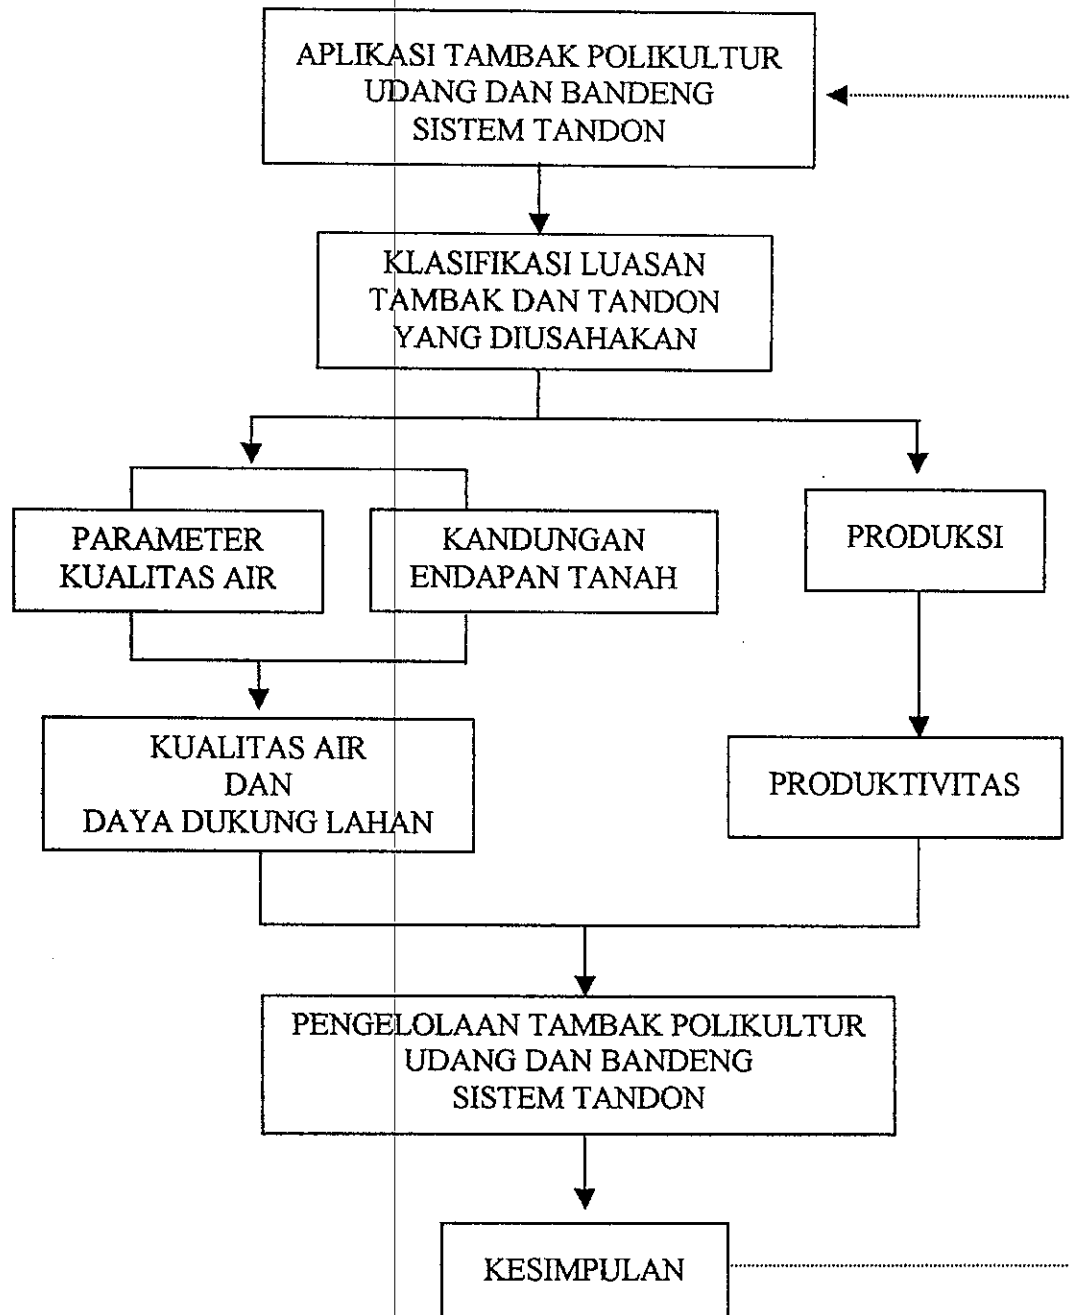 APLIKASI TAMBAK POLIKULTUR
UDANG DAN BANDENG
SISTEM TANDON
KLASIFIKASI LUASAN
TAMBAK DAN TANDON
YANG DIUSAHAKAN
PARAMETER
KUALITAS AIR
KANDUNGAN
ENDAPAN TANAH
PRODUKSI
KUALITAS AIR
DAN
DAYA DUKUNG LAHAN
PRODUKTIVITAS
PENGELOLAAN TAMBAK POLIKULTUR
UDANG DAN BANDENG
SISTEM TANDON
KESIMPULAN